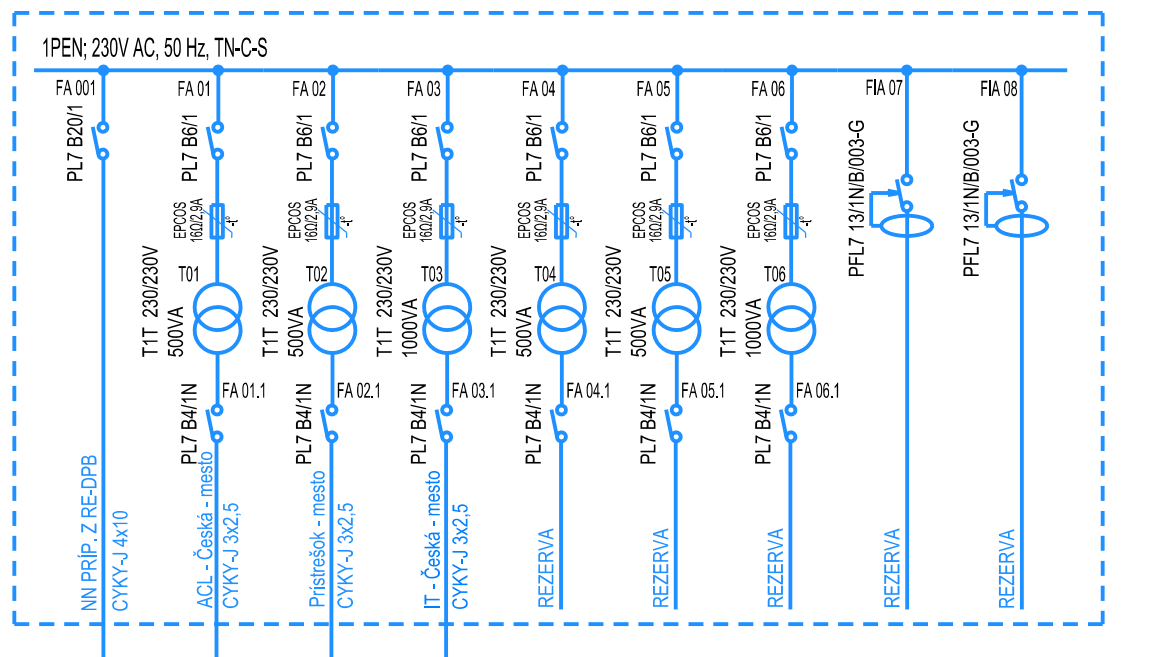 1PEN; 230V AC, 50 Hz, TN-C-S
FA 001
PL7 B20/1
NN PRÍP. Z RE-DPB
CYKY-J 4x10
FA 01
PL7 B6/1
EPCOS
16Ω/2,9A
-t°
T01
T1T 230/230V
500VA
FA 01.1
PL7 B4/1N
ACL - Česká - mesto
CYKY-J 3x2,5
FA 02
PL7 B6/1
EPCOS
16Ω/2,9A
-t°
T02
T1T 230/230V
500VA
FA 02.1
PL7 B4/1N
Prístrešok - mesto
CYKY-J 3x2,5
FA 03
PL7 B6/1
EPCOS
16Ω/2,9A
-t°
T03
T1T 230/230V
1000VA
FA 03.1
PL7 B4/1N
IT - Česká - mesto
CYKY-J 3x2,5
FA 04
PL7 B6/1
EPCOS
16Ω/2,9A
-t°
T04
T1T 230/230V
500VA
FA 04.1
PL7 B4/1N
REZERVA
FA 05
PL7 B6/1
EPCOS
16Ω/2,9A
-t°
T05
T1T 230/230V
500VA
FA 05.1
PL7 B4/1N
REZERVA
FA 06
PL7 B6/1
EPCOS
16Ω/2,9A
-t°
T06
T1T 230/230V
1000VA
FA 06.1
PL7 B4/1N
REZERVA
FIA 07
PFL7 13/1N/B/003-G
REZERVA
FIA 08
PFL7 13/1N/B/003-G
REZERVA